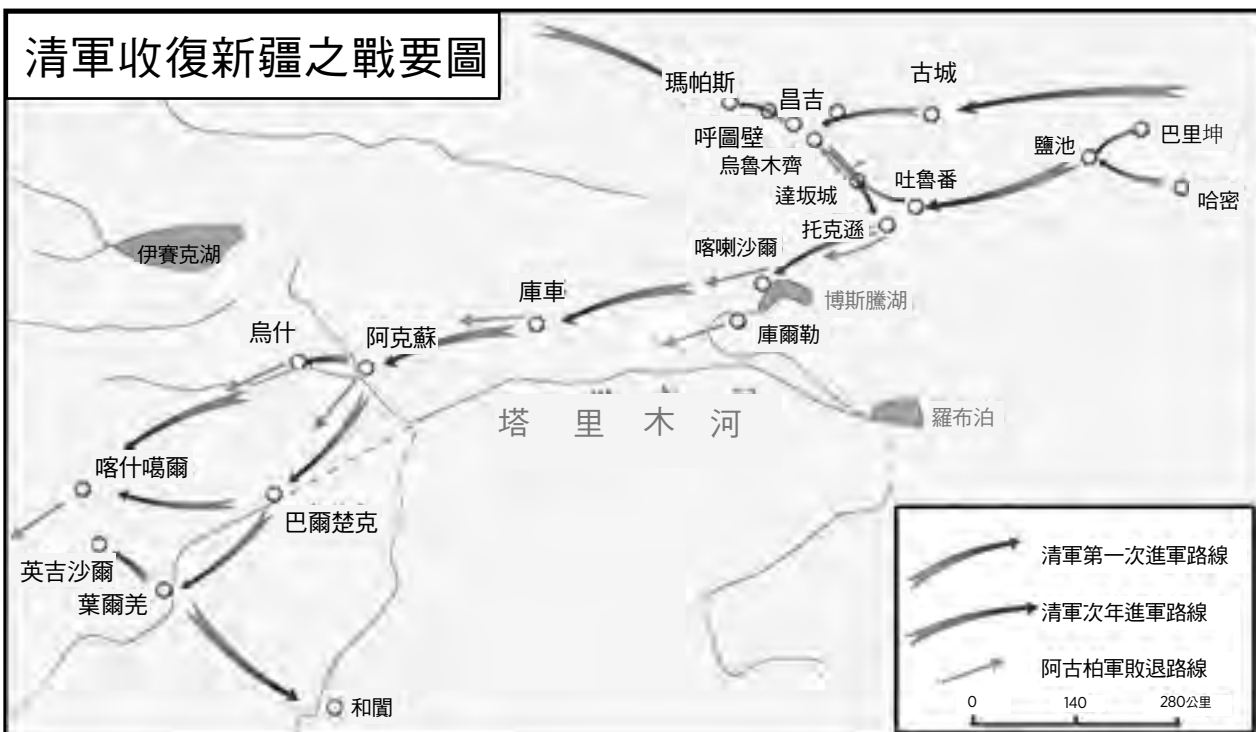 清軍收復新疆之戰要圖
瑪帕斯
昌吉
古城
呼圖壁
烏魯木齊
鹽池
巴里坤
達坂城
吐魯番
哈密
托克遜
喀喇沙爾
伊賽克湖
庫車
博斯騰湖
烏什
阿克蘇
庫爾勒
塔里木河
羅布泊
喀什噶爾
巴爾楚克
英吉沙爾
葉爾羌
和闐
清軍第一次進軍路線
清軍次年進軍路線
阿古柏軍敗退路線
0 140 280公里